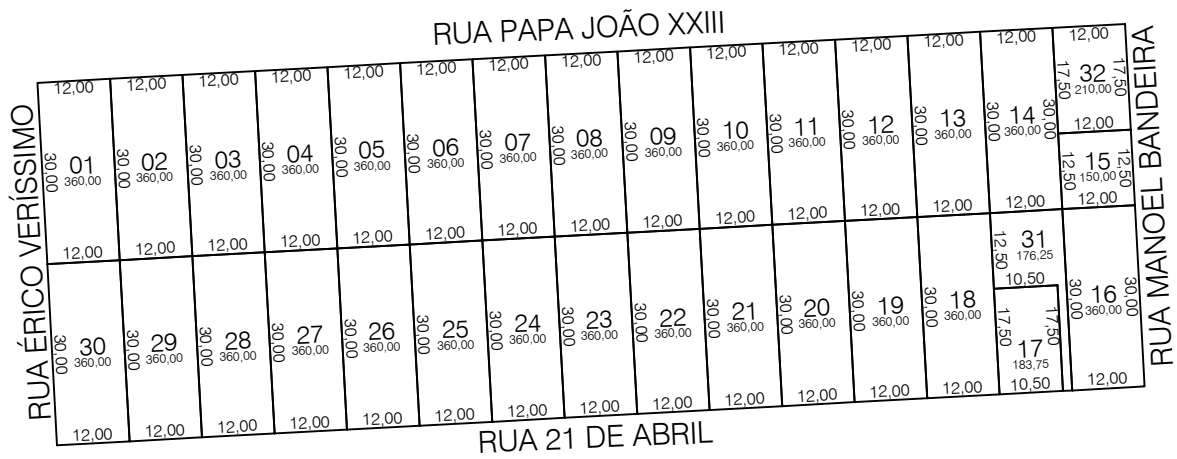 RUA PAPA JOÃO XXIII
12,00 12,00 12,00 12,00 12,00 12,00 12,00 12,00 12,00 12,00 12,00 12,00 12,00 12,00 12,00
RUA ÉRICO VERÍSSIMO
RUA MANOEL BANDEIRA
30,00 01 360,00
30,00 02 360,00
30,00 03 360,00
30,00 04 360,00
30,00 05 360,00
30,00 06 360,00
30,00 07 360,00
30,00 08 360,00
30,00 09 360,00
30,00 10 360,00
30,00 11 360,00
30,00 12 360,00
30,00 13 360,00
30,00 14 360,00 30,00
17,50 32 210,00 17,50
12,00
12,50 15 150,00 12,50
12,00 12,00 12,00 12,00 12,00 12,00 12,00 12,00 12,00 12,00 12,00 12,00 12,00 12,00 12,00
30,00 30 360,00
30,00 29 360,00
30,00 28 360,00
30,00 27 360,00
30,00 26 360,00
30,00 25 360,00
30,00 24 360,00
30,00 23 360,00
30,00 22 360,00
30,00 21 360,00
30,00 20 360,00
30,00 19 360,00
30,00 18 360,00
12,50 31 176,25
10,50
17,50 17 183,75 17,50
30,00 16 360,00 30,00
12,00 12,00 12,00 12,00 12,00 12,00 12,00 12,00 12,00 12,00 12,00 12,00 12,00 10,50 12,00
RUA 21 DE ABRIL